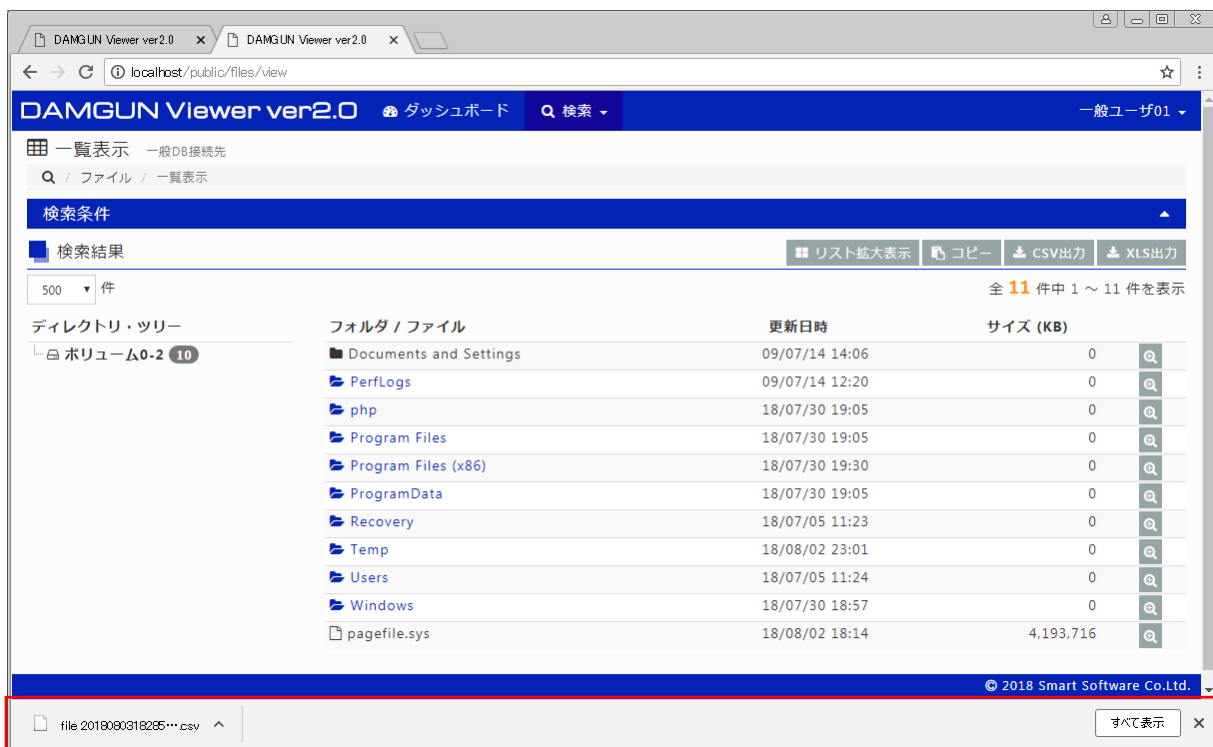 DAMGUN Viewer ver2.0 DAMGUN Viewer ver2.0
localhost/public/files/view
DAMGUN Viewer ver2.0 ダッシュボード 検索 一般ユーザ01
一覧表示 一般DB接続先
/ ファイル / 一覧表示
検索条件
検索結果 リスト拡大表示 コピー CSV出力 XLS出力
500 件 全 11 件中 1 ～ 11 件を表示
ディレクトリ・ツリー フォルダ / ファイル 更新日時 サイズ (KB)
ボリューム0-2 10 Documents and Settings 09/07/14 14:06 0
PerfLogs 09/07/14 12:20 0
php 18/07/30 19:05 0
Program Files 18/07/30 19:05 0
Program Files (x86) 18/07/30 19:30 0
ProgramData 18/07/30 19:05 0
Recovery 18/07/05 11:23 0
Temp 18/08/02 23:01 0
Users 18/07/05 11:24 0
Windows 18/07/30 18:57 0
pagefile.sys 18/08/02 18:14 4,193,716
© 2018 Smart Software Co.Ltd.
file 2018080318285….csv すべて表示